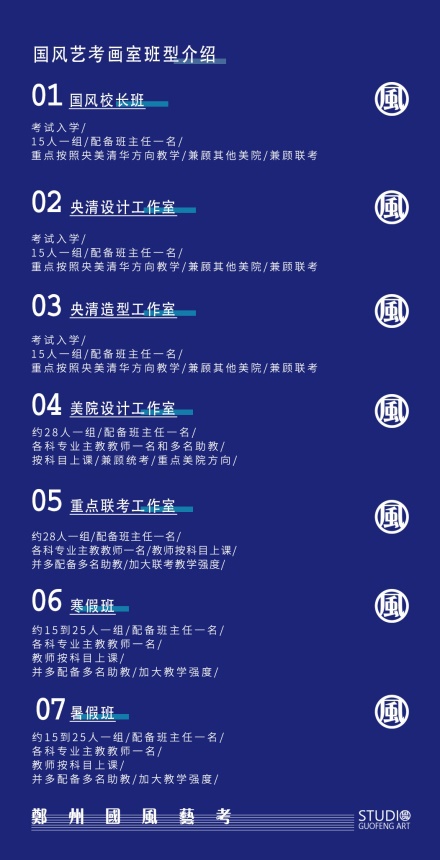 国风艺考画室班型介绍
01 国风校长班
風
考试入学/
15人一组/配备班主任一名/
重点按照央美清华方向教学/兼顾其他美院/兼顾联考
02 央清设计工作室
風
考试入学/
15人一组/配备班主任一名/
重点按照央美清华方向教学/兼顾其他美院/兼顾联考
03 央清造型工作室
風
考试入学/
15人一组/配备班主任一名/
重点按照央美清华方向教学/兼顾其他美院/兼顾联考
04 美院设计工作室
風
约28人一组/配备班主任一名/
各科专业主教教师一名和多名助教/
按科目上课/兼顾统考/重点美院方向/
05 重点联考工作室
風
约28人一组/配备班主任一名/
各科专业主教教师一名/教师按科目上课/
并多配备多名助教/加大联考教学强度/
06 寒假班
風
约15到25人一组/配备班主任一名/
各科专业主教教师一名/
教师按科目上课/
并多配备多名助教/加大教学强度/
07 暑假班
風
约15到25人一组/配备班主任一名/
各科专业主教教师一名/
教师按科目上课/
并多配备多名助教/加大教学强度/
鄭州國風藝考
STUDI風
GUOFENG ART